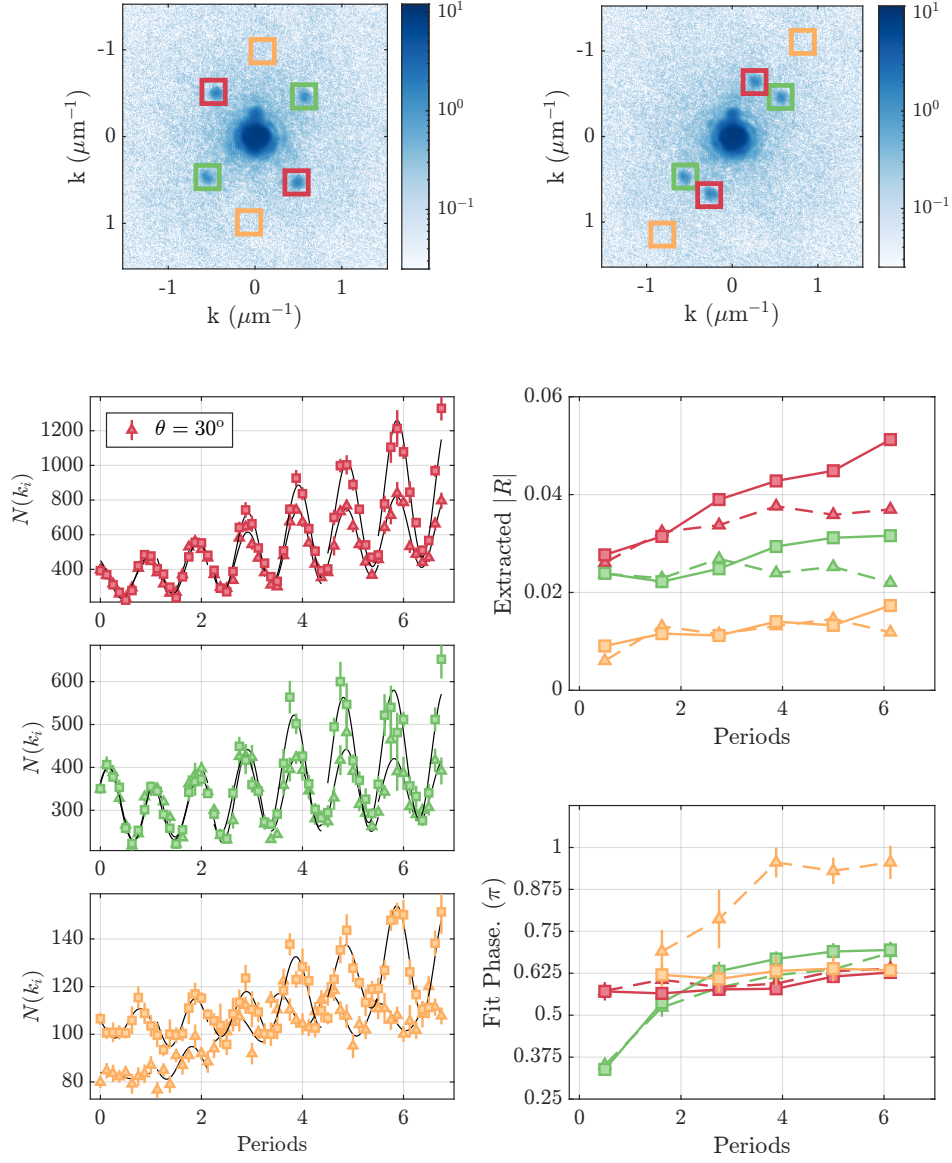 10¹
10⁰
10⁻¹
-1
0
1
k (μm⁻¹)
-1 0 1
k (μm⁻¹)
10¹
10⁰
10⁻¹
-1
0
1
k (μm⁻¹)
-1 0 1
k (μm⁻¹)
θ = 30°
1200
1000
800
600
400
N(kᵢ)
0 2 4 6
600
500
400
300
N(kᵢ)
0 2 4 6
140
120
100
80
N(kᵢ)
0 2 4 6
Periods
0.06
0.04
0.02
0
Extracted |R|
0 2 4 6
Periods
1
0.875
0.75
0.625
0.5
0.375
0.25
Fit Phase. (π)
0 2 4 6
Periods